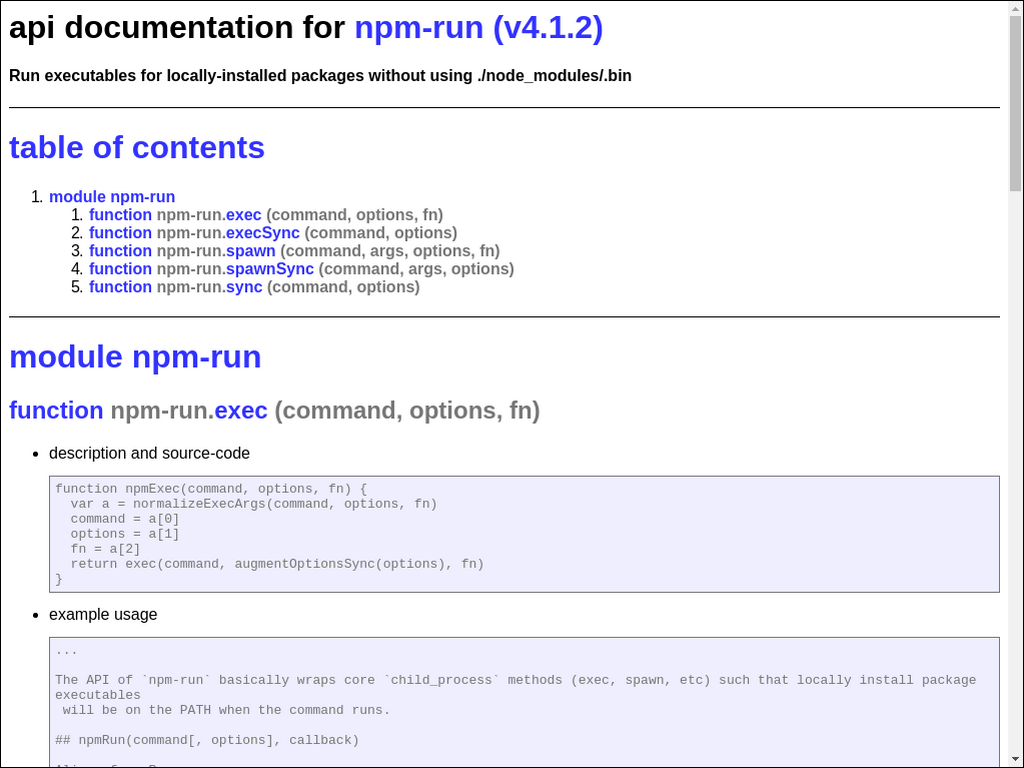 api documentation for npm-run (v4.1.2)
Run executables for locally-installed packages without using ./node_modules/.bin
table of contents
1. module npm-run
1. function npm-run.exec (command, options, fn)
2. function npm-run.execSync (command, options)
3. function npm-run.spawn (command, args, options, fn)
4. function npm-run.spawnSync (command, args, options)
5. function npm-run.sync (command, options)
module npm-run
function npm-run.exec (command, options, fn)
• description and source-code
function npmExec(command, options, fn) {
  var a = normalizeExecArgs(command, options, fn)
  command = a[0]
  options = a[1]
  fn = a[2]
  return exec(command, augmentOptionsSync(options), fn)
}
• example usage
...
The API of `npm-run` basically wraps core `child_process` methods (exec, spawn, etc) such that locally install package
executables
 will be on the PATH when the command runs.
## npmRun(command[, options], callback)